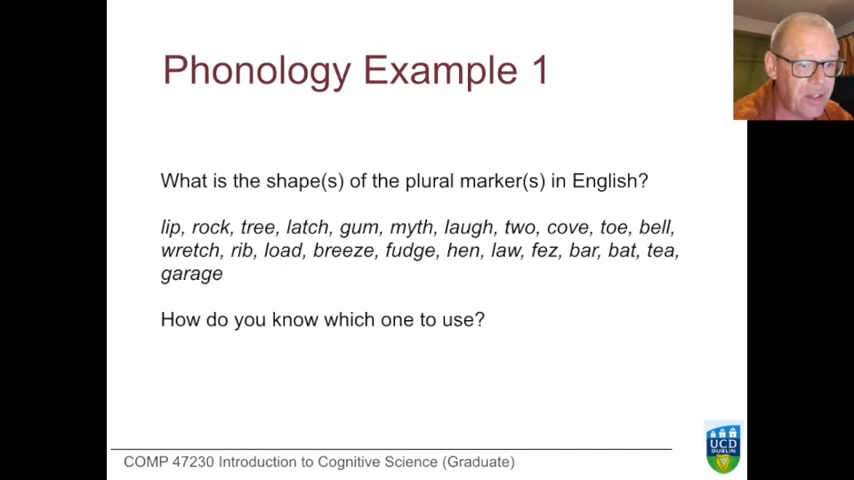 Phonology Example 1
What is the shape(s) of the plural marker(s) in English?
lip, rock, tree, latch, gum, myth, laugh, two, cove, toe, bell,
wretch, rib, load, breeze, fudge, hen, law, fez, bar, bat, tea,
garage
How do you know which one to use?
UCD
DUBLIN
COMP 47230 Introduction to Cognitive Science (Graduate)